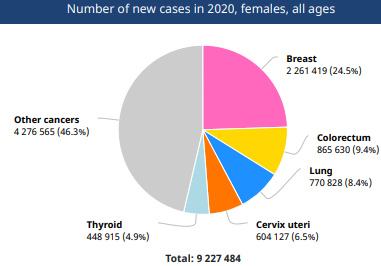 Number of new cases in 2020, females, all ages
Breast
2 261 419 (24.5%)
Other cancers
4 276 565 (46.3%)
Colorectum
865 630 (9.4%)
Lung
770 828 (8.4%)
Thyroid
448 915 (4.9%)
Cervix uteri
604 127 (6.5%)
Total: 9 227 484